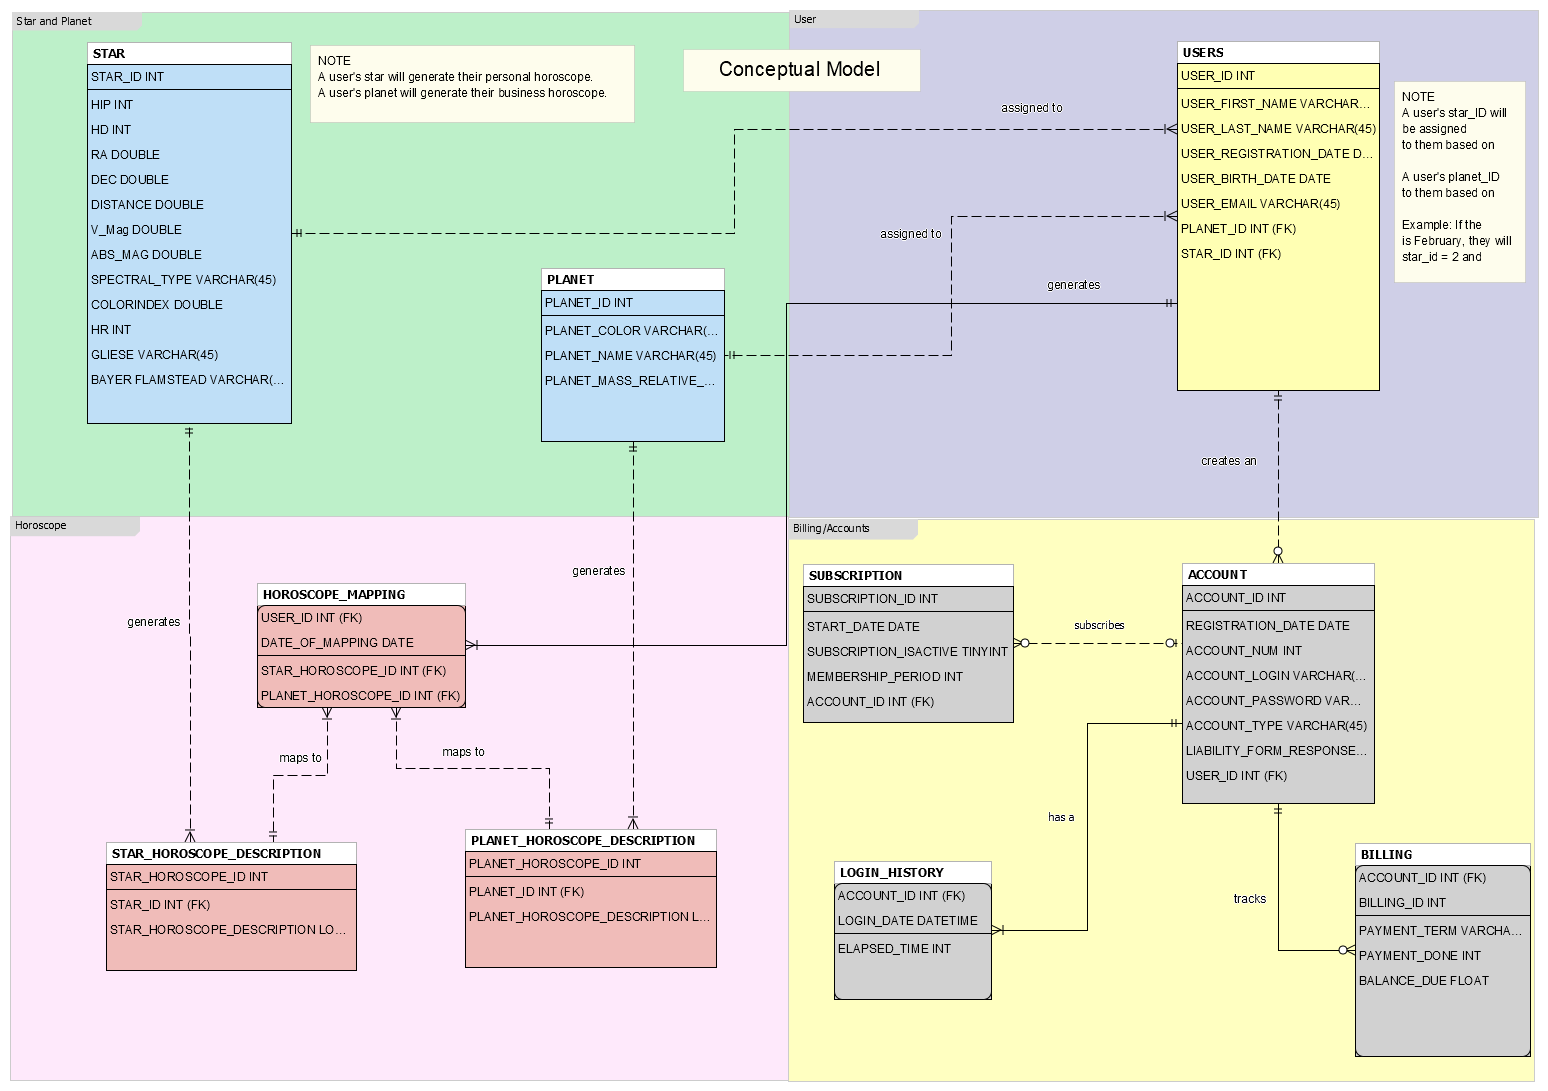 Star and Planet
STAR
STAR_ID INT
HIP INT
HD INT
RA DOUBLE
DEC DOUBLE
DISTANCE DOUBLE
V_Mag DOUBLE
ABS_MAG DOUBLE
SPECTRAL_TYPE VARCHAR(45)
COLORINDEX DOUBLE
HR INT
GLIESE VARCHAR(45)
BAYER FLAMSTEAD VARCHAR(...
NOTE
A user's star will generate their personal horoscope.
A user's planet will generate their business horoscope.
Conceptual Model
PLANET
PLANET_ID INT
PLANET_COLOR VARCHAR(...
PLANET_NAME VARCHAR(45)
PLANET_MASS_RELATIVE_...
User
assigned to
assigned to
generates
USERS
USER_ID INT
USER_FIRST_NAME VARCHAR...
USER_LAST_NAME VARCHAR(45)
USER_REGISTRATION_DATE D...
USER_BIRTH_DATE DATE
USER_EMAIL VARCHAR(45)
PLANET_ID INT (FK)
STAR_ID INT (FK)
NOTE
A user's star_ID will
be assigned
to them based on
A user's planet_ID
to them based on
Example: If the
is February, they will
star_id = 2 and
creates an
Horoscope
generates
generates
HOROSCOPE_MAPPING
USER_ID INT (FK)
DATE_OF_MAPPING DATE
STAR_HOROSCOPE_ID INT (FK)
PLANET_HOROSCOPE_ID INT (FK)
maps to
maps to
STAR_HOROSCOPE_DESCRIPTION
STAR_HOROSCOPE_ID INT
STAR_ID INT (FK)
STAR_HOROSCOPE_DESCRIPTION LO...
PLANET_HOROSCOPE_DESCRIPTION
PLANET_HOROSCOPE_ID INT
PLANET_ID INT (FK)
PLANET_HOROSCOPE_DESCRIPTION L...
Billing/Accounts
SUBSCRIPTION
SUBSCRIPTION_ID INT
START_DATE DATE
SUBSCRIPTION_ISACTIVE TINYINT
MEMBERSHIP_PERIOD INT
ACCOUNT_ID INT (FK)
subscribes
ACCOUNT
ACCOUNT_ID INT
REGISTRATION_DATE DATE
ACCOUNT_NUM INT
ACCOUNT_LOGIN VARCHAR(...
ACCOUNT_PASSWORD VAR...
ACCOUNT_TYPE VARCHAR(45)
LIABILITY_FORM_RESPONSE...
USER_ID INT (FK)
has a
LOGIN_HISTORY
ACCOUNT_ID INT (FK)
LOGIN_DATE DATETIME
ELAPSED_TIME INT
tracks
BILLING
ACCOUNT_ID INT (FK)
BILLING_ID INT
PAYMENT_TERM VARCHA...
PAYMENT_DONE INT
BALANCE_DUE FLOAT